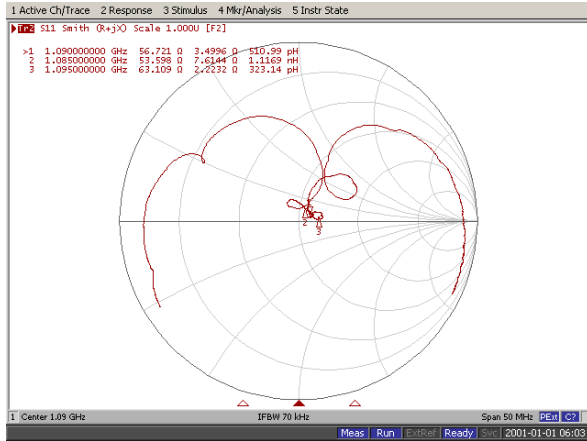 1 Active Ch/Trace 2 Response 3 Stimulus 4 Mkr/Analysis 5 Instr State
Tr2 S11 Smith (R+jX) Scale 1.000U [F2]
>1 1.090000000 GHz 56.721 Ω 3.4996 Ω 510.99 pH
2 1.085000000 GHz 53.598 Ω 7.6144 Ω 1.1169 nH
3 1.095000000 GHz 63.109 Ω 2.2232 Ω 323.14 pH
2
3
1 Center 1.09 GHz IFBW 70 kHz Span 50 MHz PExt C?
Meas Run ExtRef Ready Svc 2001-01-01 06:03